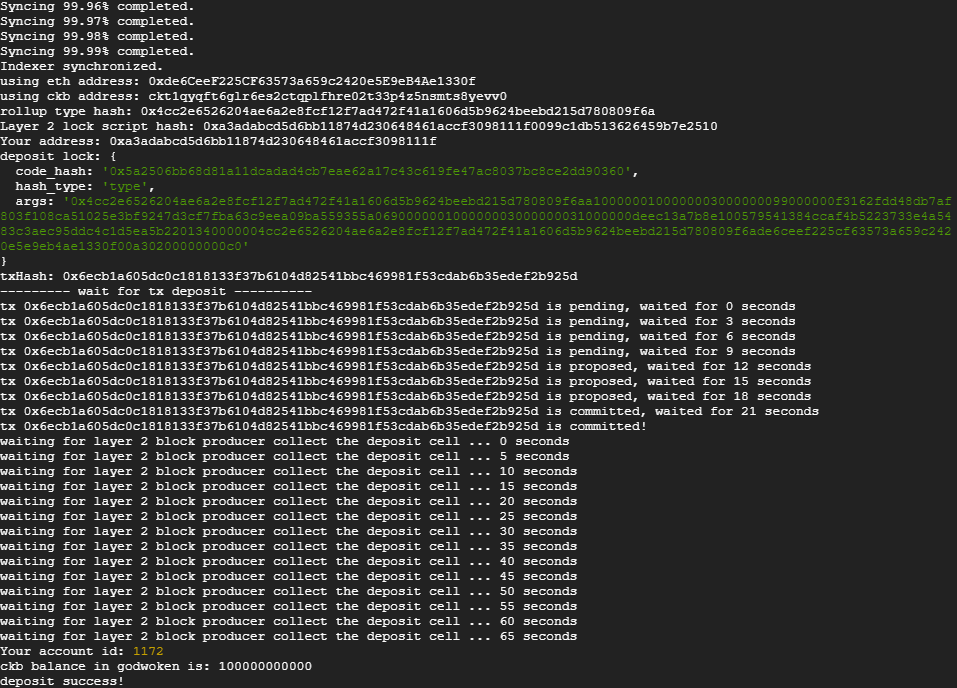 Syncing 99.96% completed.
Syncing 99.97% completed.
Syncing 99.98% completed.
Syncing 99.99% completed.
Indexer synchronized.
using eth address: 0xde6CeeF225CF63573a659c2420e5E9eB4Ae1330f
using ckb address: ckt1qyqft6glr6es2ctqplfhre02t33p4z5nsmts8yevv0
rollup type hash: 0x4cc2e6526204ae6a2e8fcf12f7ad472f41a1606d5b9624beebd215d780809f6a
Layer 2 lock script hash: 0xa3adabcd5d6bb11874d230648461accf3098111f0099c1db513626459b7e2510
Your address: 0xa3adabcd5d6bb11874d230648461accf3098111f
deposit lock: {
  code_hash: '0x5a2506bb68d81a11dcadad4cb7eae62a17c43c619fe47ac8037bc8ce2dd90360',
  hash_type: 'type',
  args: '0x4cc2e6526204ae6a2e8fcf12f7ad472f41a1606d5b9624beebd215d780809f6aa10000001000000030000000099000000f3162fdd48db7af
803f108ca51025e3bf9247d3cf7fba63c9eea09ba559355a0690000000100000003000000031000000deec13a7b8e100579541384ccaf4b5223733e4a54
83c3aec95ddc4c1d5ea5b2201340000004cc2e6526204ae6a2e8fcf12f7ad472f41a1606d5b9624beebd215d780809f6ade6ceef225cf63573a659c242
0e5e9eb4ae1330f00a30200000000c0'
}
txHash: 0x6ecb1a605dc0c1818133f37b6104d82541bbc469981f53cdab6b35edef2b925d
--------- wait for tx deposit ----------
tx 0x6ecb1a605dc0c1818133f37b6104d82541bbc469981f53cdab6b35edef2b925d is pending, waited for 0 seconds
tx 0x6ecb1a605dc0c1818133f37b6104d82541bbc469981f53cdab6b35edef2b925d is pending, waited for 3 seconds
tx 0x6ecb1a605dc0c1818133f37b6104d82541bbc469981f53cdab6b35edef2b925d is pending, waited for 6 seconds
tx 0x6ecb1a605dc0c1818133f37b6104d82541bbc469981f53cdab6b35edef2b925d is pending, waited for 9 seconds
tx 0x6ecb1a605dc0c1818133f37b6104d82541bbc469981f53cdab6b35edef2b925d is proposed, waited for 12 seconds
tx 0x6ecb1a605dc0c1818133f37b6104d82541bbc469981f53cdab6b35edef2b925d is proposed, waited for 15 seconds
tx 0x6ecb1a605dc0c1818133f37b6104d82541bbc469981f53cdab6b35edef2b925d is proposed, waited for 18 seconds
tx 0x6ecb1a605dc0c1818133f37b6104d82541bbc469981f53cdab6b35edef2b925d is committed, waited for 21 seconds
tx 0x6ecb1a605dc0c1818133f37b6104d82541bbc469981f53cdab6b35edef2b925d is committed!
waiting for layer 2 block producer collect the deposit cell ... 0 seconds
waiting for layer 2 block producer collect the deposit cell ... 5 seconds
waiting for layer 2 block producer collect the deposit cell ... 10 seconds
waiting for layer 2 block producer collect the deposit cell ... 15 seconds
waiting for layer 2 block producer collect the deposit cell ... 20 seconds
waiting for layer 2 block producer collect the deposit cell ... 25 seconds
waiting for layer 2 block producer collect the deposit cell ... 30 seconds
waiting for layer 2 block producer collect the deposit cell ... 35 seconds
waiting for layer 2 block producer collect the deposit cell ... 40 seconds
waiting for layer 2 block producer collect the deposit cell ... 45 seconds
waiting for layer 2 block producer collect the deposit cell ... 50 seconds
waiting for layer 2 block producer collect the deposit cell ... 55 seconds
waiting for layer 2 block producer collect the deposit cell ... 60 seconds
waiting for layer 2 block producer collect the deposit cell ... 65 seconds
Your account id: 1172
ckb balance in godwoken is: 100000000000
deposit success!